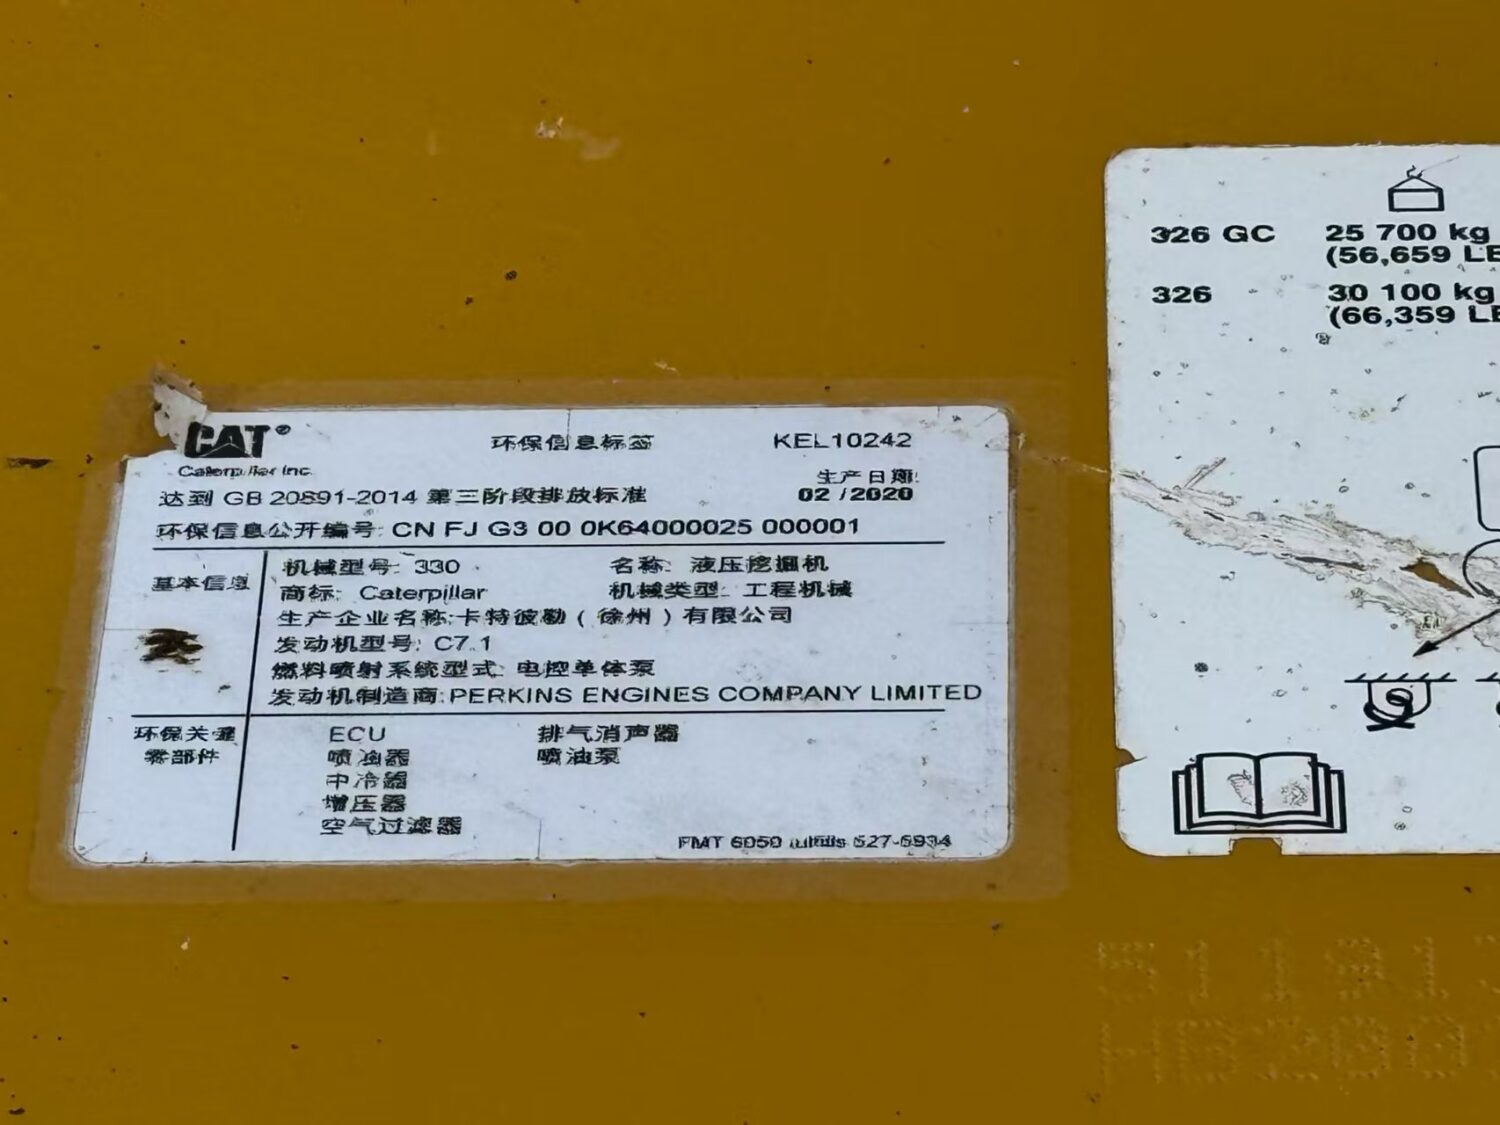 CAT®
环保信息标签
KEL10242
Caterpillar Inc.
生产日期:
02 /2020
达到 GB 20891-2014 第三阶段排放标准
环保信息公开编号: CN FJ G3 00 0K64000025 000001
基本信息
机械型号: 330
名称: 液压挖掘机
商标: Caterpillar
机械类型: 工程机械
生产企业名称:卡特彼勒（徐州）有限公司
发动机型号: C7.1
燃料喷射系统型式: 电控单体泵
发动机制造商:PERKINS ENGINES COMPANY LIMITED
环保关键
零部件
ECU
排气消声器
喷油器
喷油泵
中冷器
增压器
空气过滤器
326 GC
25 700 kg
(56,659
326
30 100 kg
(66,359